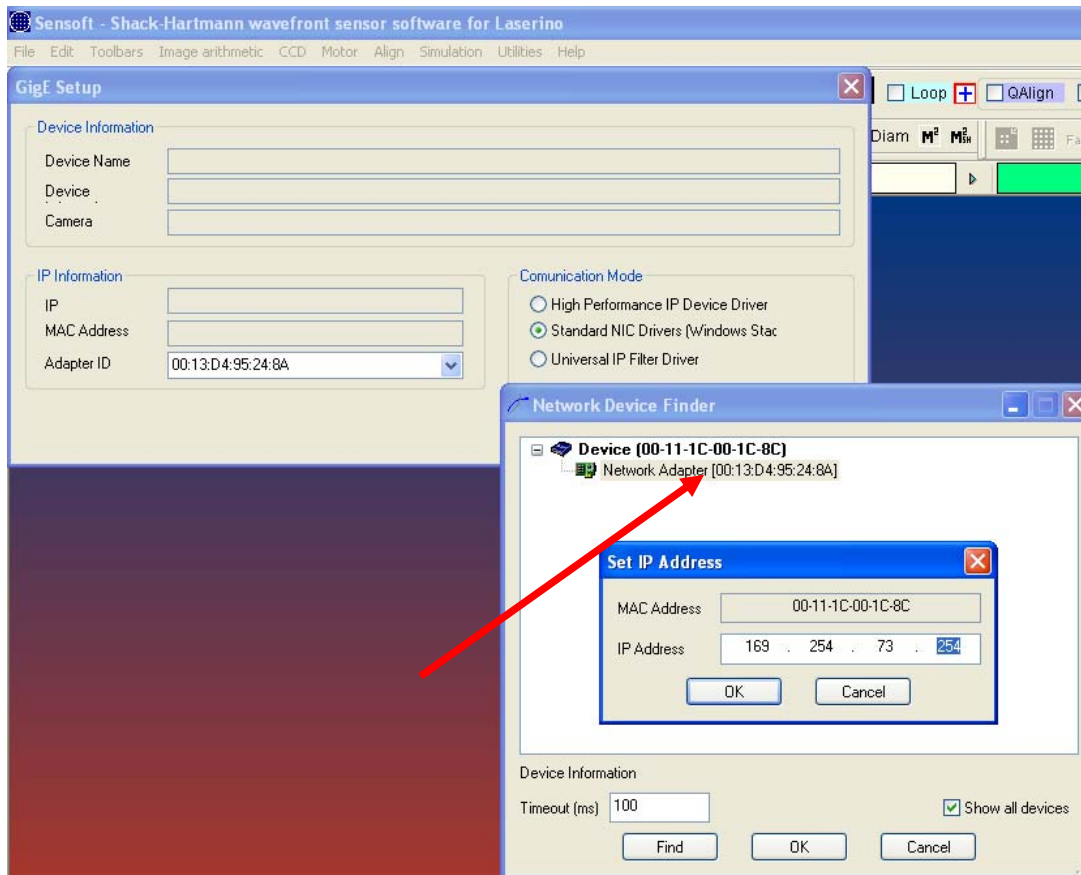 Sensoft - Shack-Hartmann wavefront sensor software for Laserino
File Edit Toolbars Image arithmetic CCD Motor Align Simulation Utilities Help
GigE Setup
Loop QAlign
Diam M² M²SH
Device Information
Device Name
Device
Camera
IP Information
IP
MAC Address
Adapter ID 00:13:D4:95:24:8A
Comunication Mode
High Performance IP Device Driver
Standard NIC Drivers (Windows Stac
Universal IP Filter Driver
Network Device Finder
Device [00-11-1C-00-1C-8C]
Network Adapter [00:13:D4:95:24:8A]
Set IP Address
MAC Address 00-11-1C-00-1C-8C
IP Address 169 . 254 . 73 . 254
OK Cancel
Device Information
Timeout (ms) 100 Show all devices
Find OK Cancel